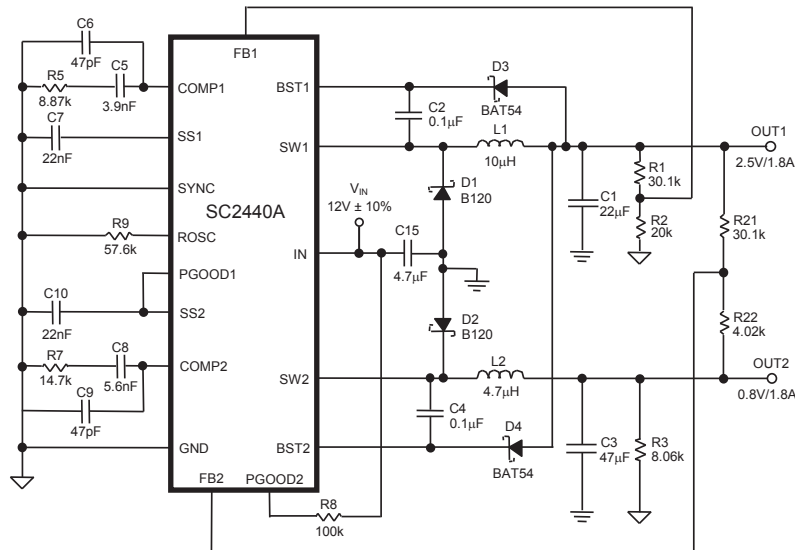 C6
47pF
R5
8.87k
C5
3.9nF
C7
22nF
R9
57.6k
C10
22nF
R7
14.7k
C8
5.6nF
C9
47pF
FB1
COMP1
SS1
SYNC
ROSC
PGOOD1
SS2
COMP2
GND
FB2
PGOOD2
SC2440A
BST1
SW1
IN
SW2
BST2
D3
BAT54
C2
0.1µF
L1
10µH
VIN
12V ± 10%
D1
B120
C15
4.7µF
D2
B120
L2
4.7µH
C4
0.1µF
D4
BAT54
R8
100k
C1
22µF
R1
30.1k
R2
20k
R21
30.1k
R22
4.02k
C3
47µF
R3
8.06k
OUT1
2.5V/1.8A
OUT2
0.8V/1.8A